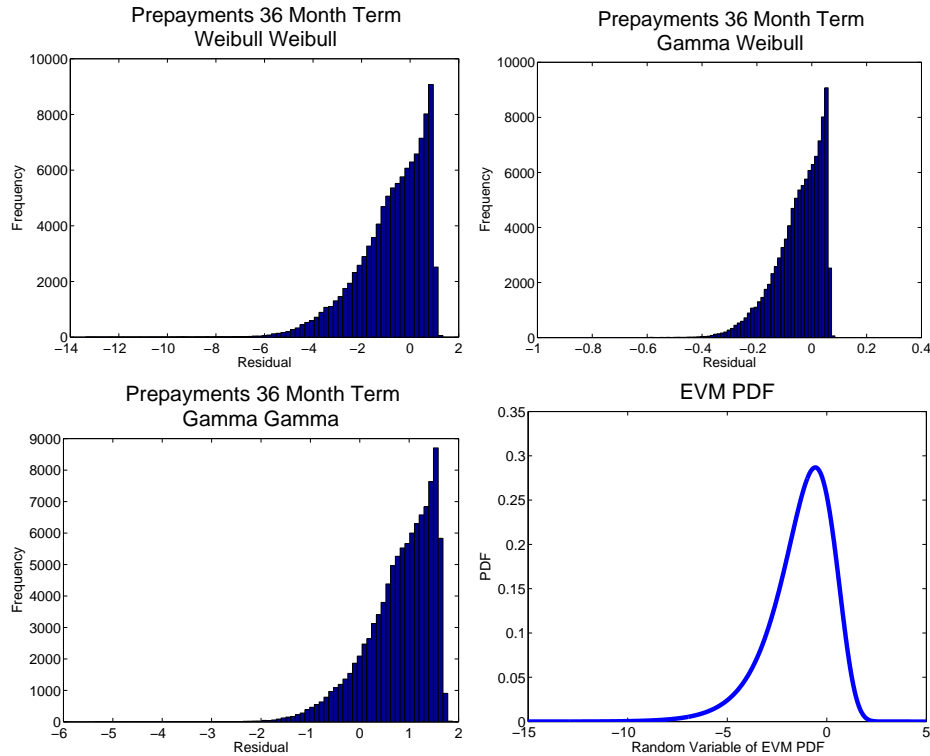 Prepayments 36 Month Term
Weibull Weibull
10000
8000
6000
4000
2000
0
Frequency
−14 −12 −10 −8 −6 −4 −2 0 2
Residual
Prepayments 36 Month Term
Gamma Weibull
10000
8000
6000
4000
2000
0
Frequency
−1 −0.8 −0.6 −0.4 −0.2 0 0.2 0.4
Residual
Prepayments 36 Month Term
Gamma Gamma
9000
8000
7000
6000
5000
4000
3000
2000
1000
0
Frequency
−6 −5 −4 −3 −2 −1 0 1 2
Residual
EVM PDF
0.35
0.3
0.25
0.2
0.15
0.1
0.05
0
PDF
−15 −10 −5 0 5
Random Variable of EVM PDF